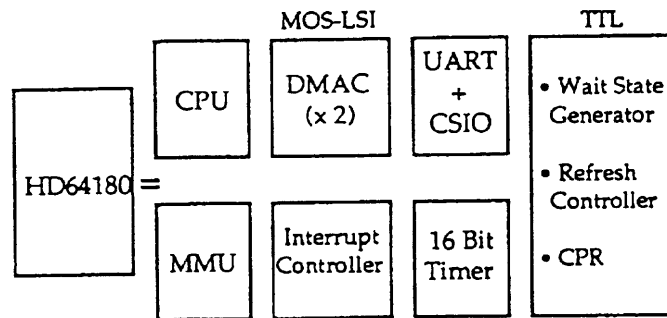 MOS-LSI
TTL
HD64180 =
CPU
DMAC
(x 2)
UART
+
CSIO
MMU
Interrupt
Controller
16 Bit
Timer
• Wait State
Generator
• Refresh
Controller
• CPR